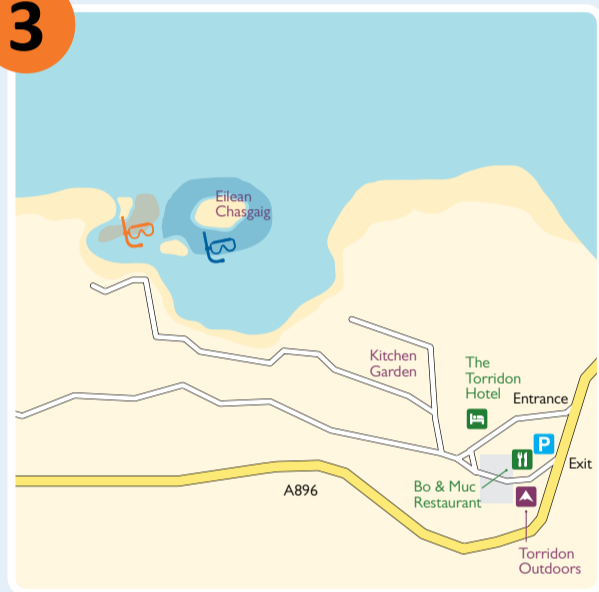 3
Eilean
Chasgaig
Kitchen
Garden
The
Torridon
Hotel
Entrance
P
Exit
Bo & Muc
Restaurant
A896
Torridon
Outdoors